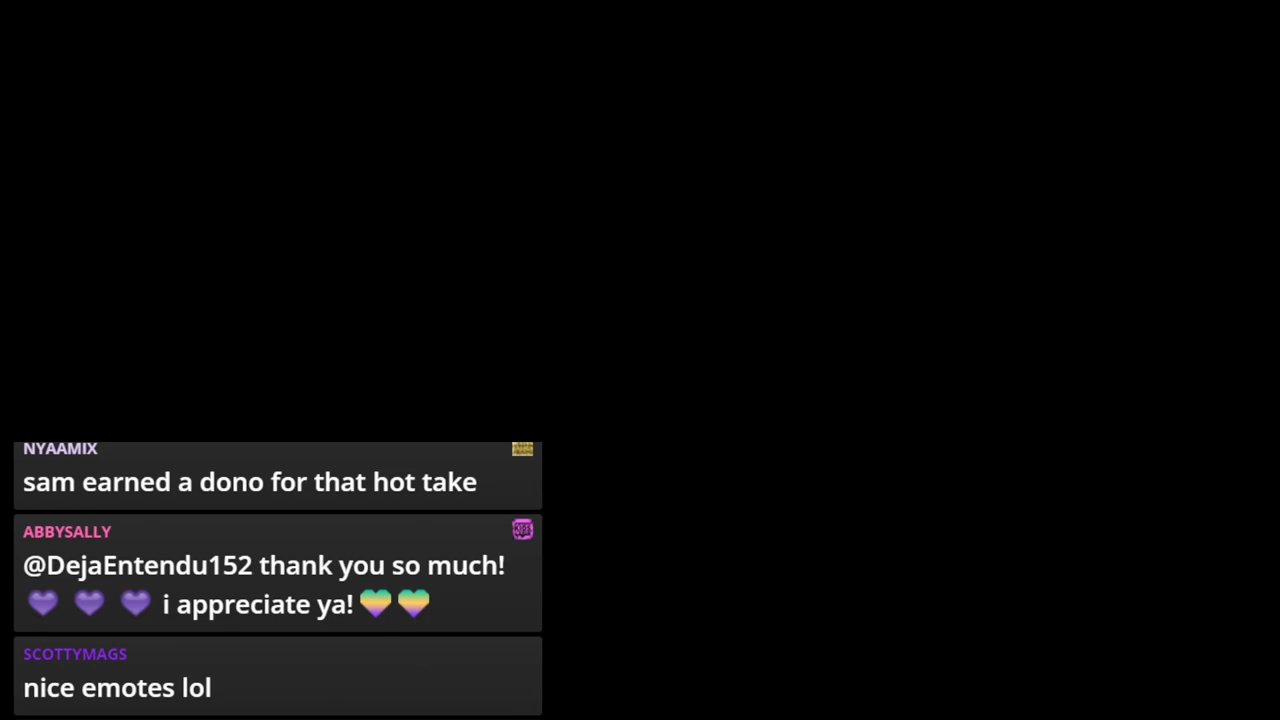 NYAAMIX
sam earned a dono for that hot take
ABBYSALLY
@DejaEntendu152 thank you so much!
💜 💜 💜 i appreciate ya!
SCOTTYMAGS
nice emotes lol